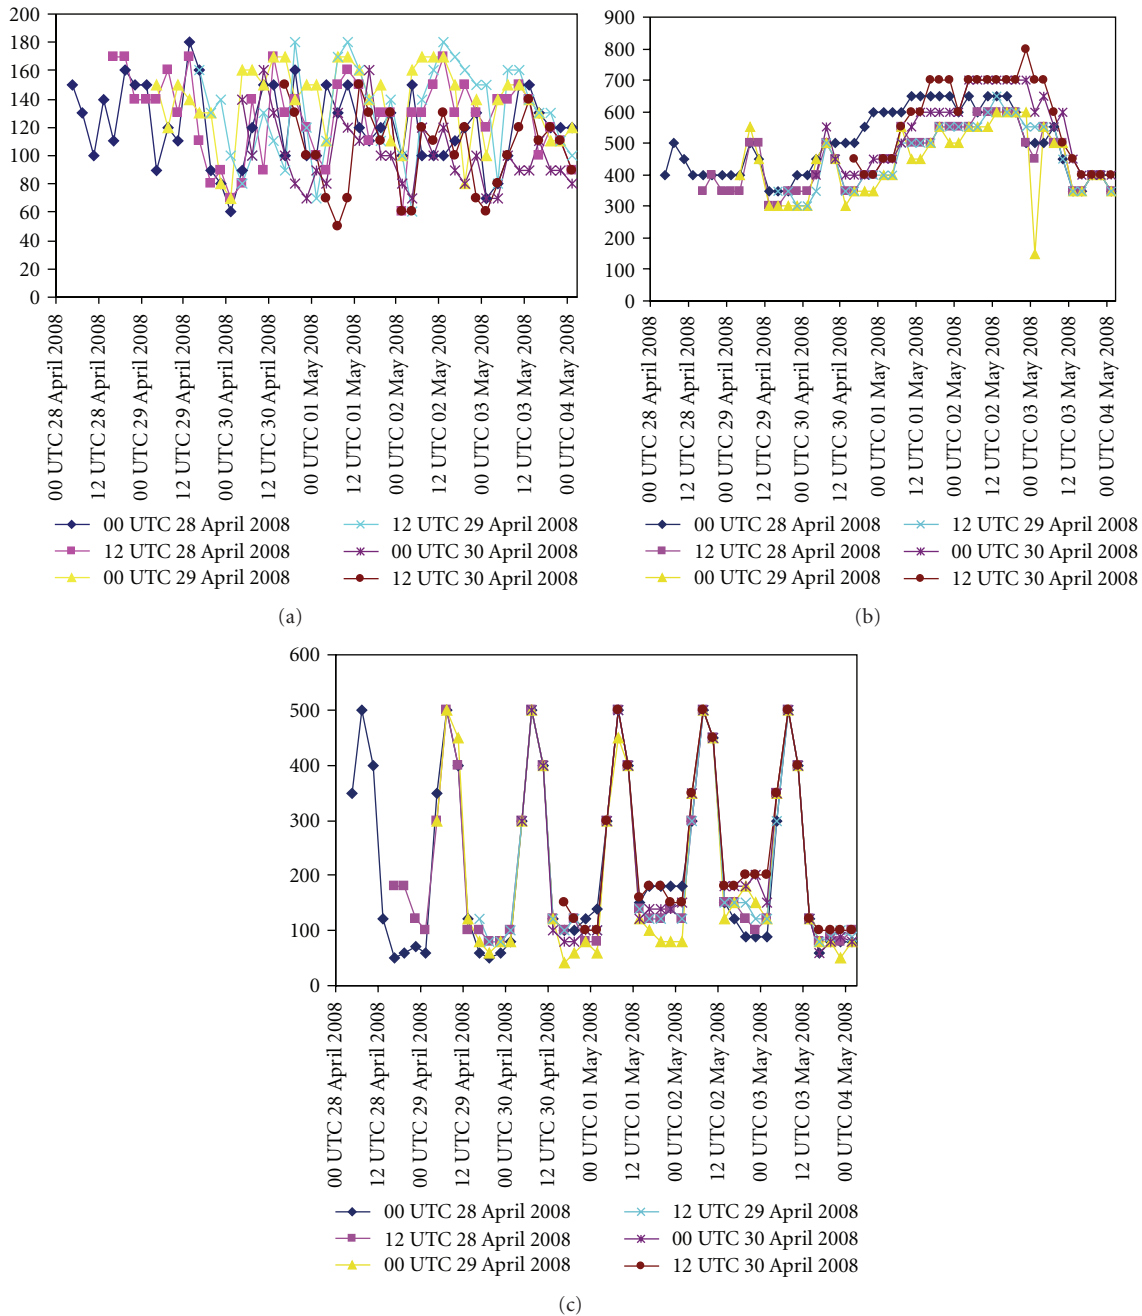 200
180
160
140
120
100
80
60
40
20
0
00 UTC 28 April 2008
12 UTC 28 April 2008
00 UTC 29 April 2008
12 UTC 29 April 2008
00 UTC 30 April 2008
12 UTC 30 April 2008
00 UTC 01 May 2008
12 UTC 01 May 2008
00 UTC 02 May 2008
12 UTC 02 May 2008
00 UTC 03 May 2008
12 UTC 03 May 2008
00 UTC 04 May 2008
00 UTC 28 April 2008
12 UTC 28 April 2008
00 UTC 29 April 2008
12 UTC 29 April 2008
00 UTC 30 April 2008
12 UTC 30 April 2008
(a)
900
800
700
600
500
400
300
200
100
0
00 UTC 28 April 2008
12 UTC 28 April 2008
00 UTC 29 April 2008
12 UTC 29 April 2008
00 UTC 30 April 2008
12 UTC 30 April 2008
00 UTC 01 May 2008
12 UTC 01 May 2008
00 UTC 02 May 2008
12 UTC 02 May 2008
00 UTC 03 May 2008
12 UTC 03 May 2008
00 UTC 04 May 2008
00 UTC 28 April 2008
12 UTC 28 April 2008
00 UTC 29 April 2008
12 UTC 29 April 2008
00 UTC 30 April 2008
12 UTC 30 April 2008
(b)
600
500
400
300
200
100
0
00 UTC 28 April 2008
12 UTC 28 April 2008
00 UTC 29 April 2008
12 UTC 29 April 2008
00 UTC 30 April 2008
12 UTC 30 April 2008
00 UTC 01 May 2008
12 UTC 01 May 2008
00 UTC 02 May 2008
12 UTC 02 May 2008
00 UTC 03 May 2008
12 UTC 03 May 2008
00 UTC 04 May 2008
00 UTC 28 April 2008
12 UTC 28 April 2008
00 UTC 29 April 2008
12 UTC 29 April 2008
00 UTC 30 April 2008
12 UTC 30 April 2008
(c)